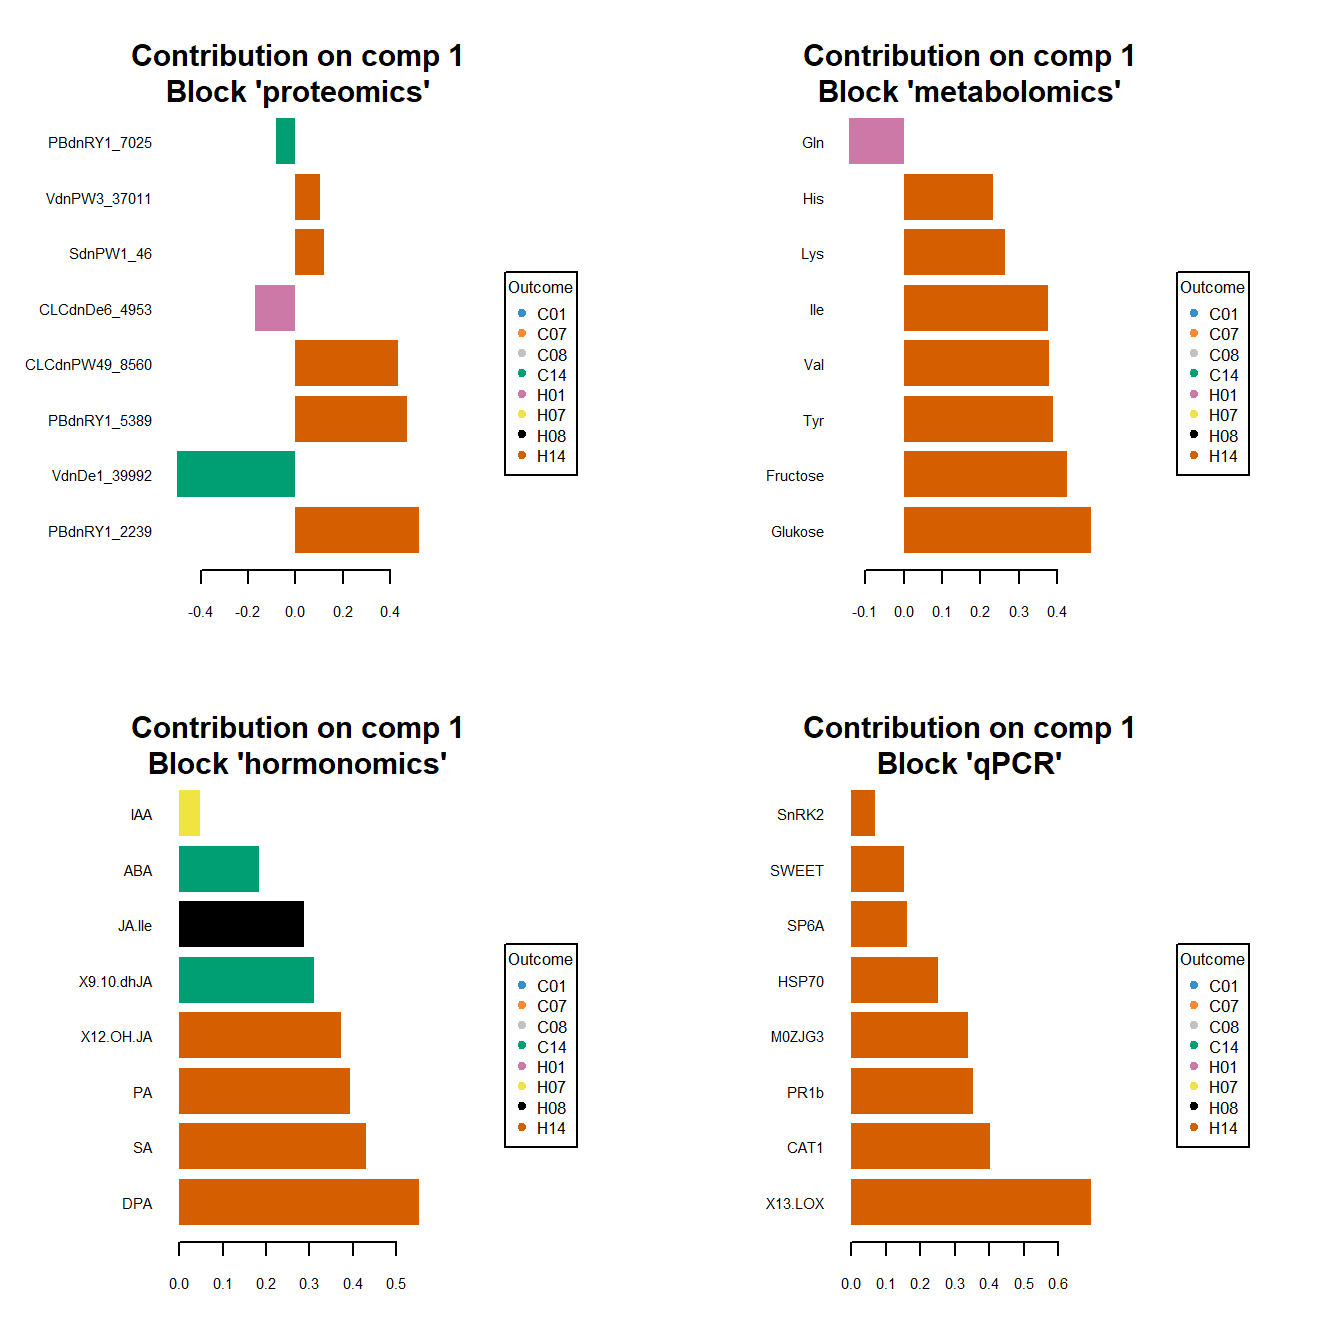 Contribution on comp 1
Block 'proteomics'
PBdnRY1_7025
VdnPW3_37011
SdnPW1_46
CLCdnDe6_4953
CLCdnPW49_8560
PBdnRY1_5389
VdnDe1_39992
PBdnRY1_2239
-0.4 -0.2 0.0 0.2 0.4
Outcome
C01
C07
C08
C14
H01
H07
H08
H14
Contribution on comp 1
Block 'metabolomics'
Gln
His
Lys
Ile
Val
Tyr
Fructose
Glukose
-0.1 0.0 0.1 0.2 0.3 0.4
Outcome
C01
C07
C08
C14
H01
H07
H08
H14
Contribution on comp 1
Block 'hormonomics'
IAA
ABA
JA.Ile
X9.10.dhJA
X12.OH.JA
PA
SA
DPA
0.0 0.1 0.2 0.3 0.4 0.5
Outcome
C01
C07
C08
C14
H01
H07
H08
H14
Contribution on comp 1
Block 'qPCR'
SnRK2
SWEET
SP6A
HSP70
M0ZJG3
PR1b
CAT1
X13.LOX
0.0 0.1 0.2 0.3 0.4 0.5 0.6
Outcome
C01
C07
C08
C14
H01
H07
H08
H14